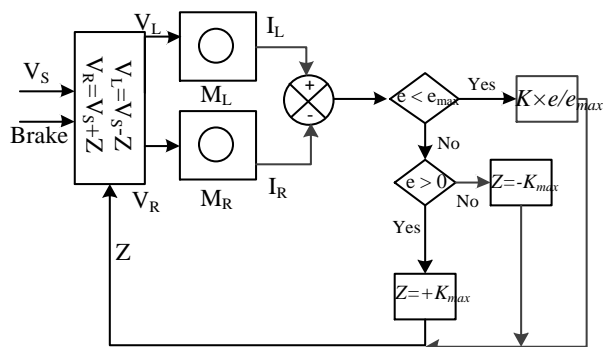 V_L
I_L
V_S
Brake
V_L=V_S-Z
V_R=V_S+Z
M_L
+
-
e < e_max
Yes
K×e/e_max
No
V_R
M_R
I_R
e > 0
No
Z=-K_max
Yes
Z
Z=+K_max